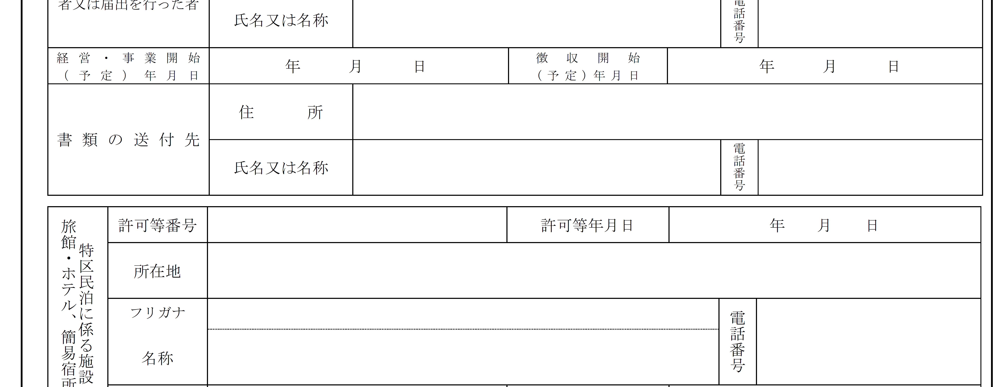 者又は届出を行った者
氏名又は名称
電話番号
経営・事業開始
(予定) 年月日
年 月 日
徴収開始
(予定)年月日
年 月 日
書類の送付先
住 所
氏名又は名称
電話番号
旅館・ホテル、簡易宿所
特区民泊に係る施設
許可等番号
許可等年月日
年 月 日
所在地
フリガナ
名称
電話番号